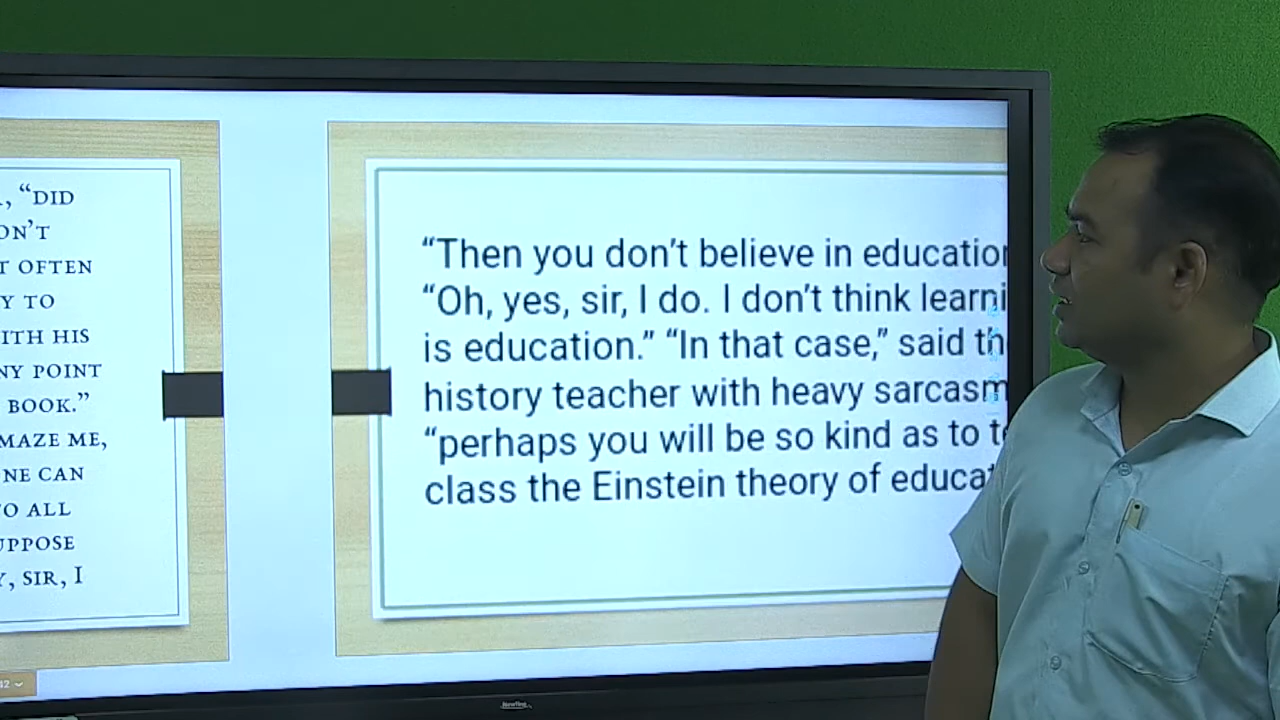 “DID
ON’T
T OFTEN
Y TO
ITH HIS
NY POINT
BOOK.”
MAZE ME,
NE CAN
O ALL
UPPOSE
Y, SIR, I
“Then you don’t believe in educatio
“Oh, yes, sir, I do. I don’t think learni
is education.” “In that case,” said th
history teacher with heavy sarcasm
“perhaps you will be so kind as to t
class the Einstein theory of educa